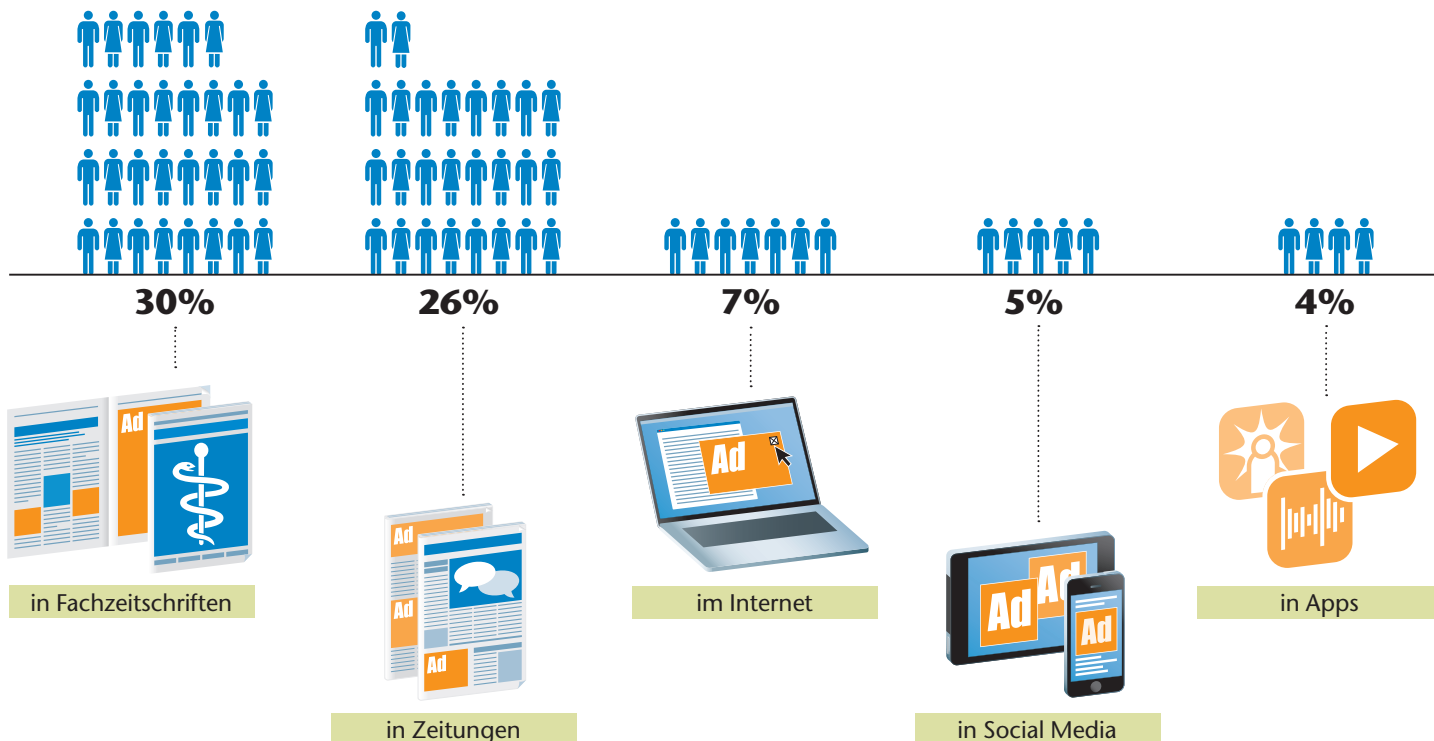 30%
26%
7%
5%
4%
Ad
Ad
Ad
Ad
Ad
Ad
Ad
Ad
in Fachzeitschriften
in Zeitungen
im Internet
in Social Media
in Apps